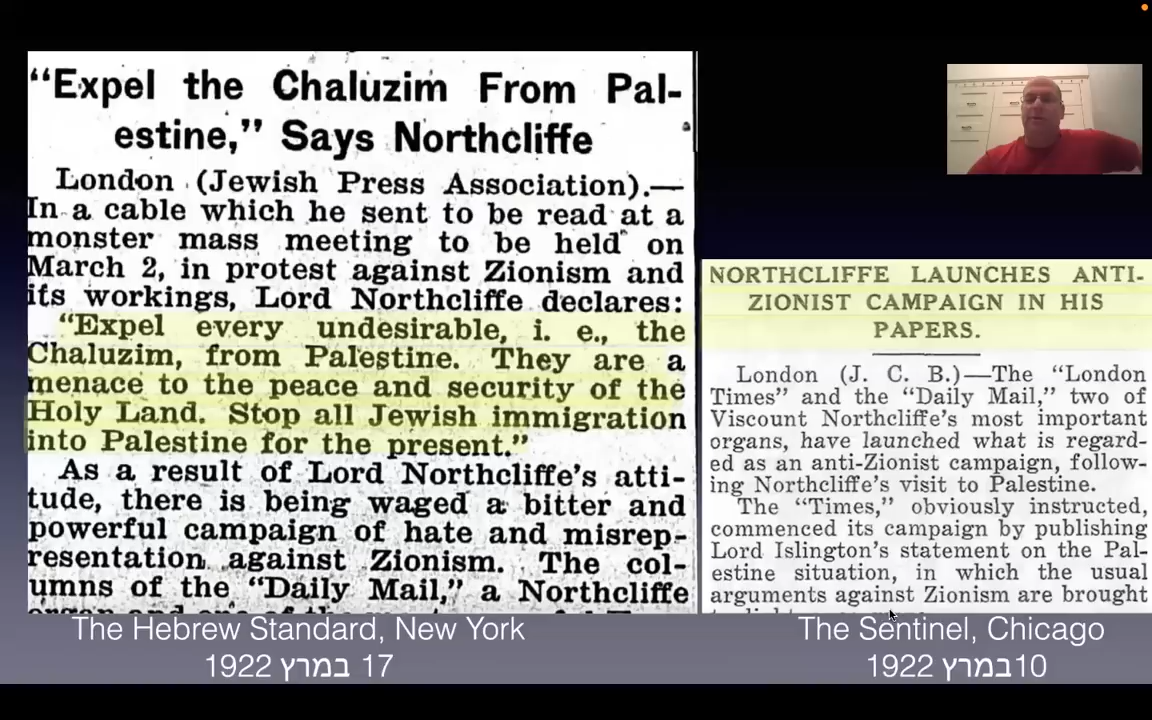 “Expel the Chaluzim From Pal-
estine,” Says Northcliffe
London (Jewish Press Association).—
In a cable which he sent to be read at a
monster mass meeting to be held on
March 2, in protest against Zionism and
its workings, Lord Northcliffe declares:
“Expel every undesirable, i. e., the
Chaluzim, from Palestine. They are a
menace to the peace and security of the
Holy Land. Stop all Jewish immigration
into Palestine for the present.”
As a result of Lord Northcliffe’s atti-
tude, there is being waged a bitter and
powerful campaign of hate and misrep-
resentation against Zionism. The col-
umns of the “Daily Mail,” a Northcliffe
The Hebrew Standard, New York
17 במרץ 1922
NORTHCLIFFE LAUNCHES ANTI-
ZIONIST CAMPAIGN IN HIS
PAPERS.
London (J. C. B.)—The “London
Times” and the “Daily Mail,” two of
Viscount Northcliffe’s most important
organs, have launched what is regard-
ed as an anti-Zionist campaign, follow-
ing Northcliffe’s visit to Palestine.
The “Times,” obviously instructed,
commenced its campaign by publishing
Lord Islington’s statement on the Pal-
estine situation, in which the usual
arguments against Zionism are brought
The Sentinel, Chicago
10במרץ 1922